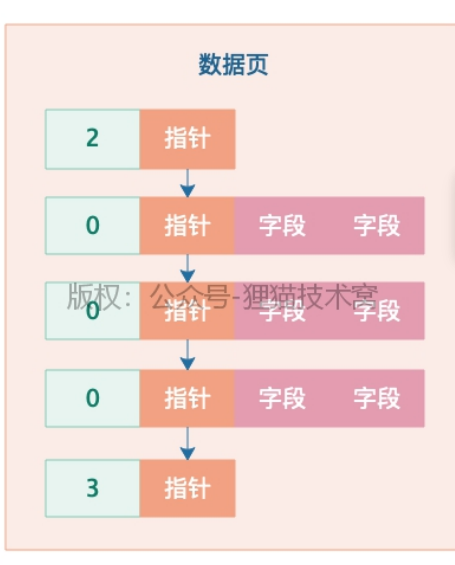 数据页
2 指针
0 指针 字段 字段
0 指针 字段 字段
版权：公众号-狸猫技术窝
0 指针 字段 字段
3 指针